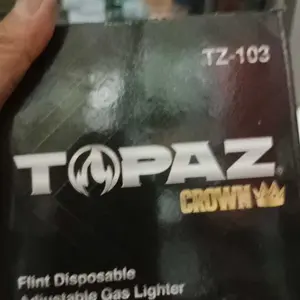 TZ-103
TOPAZ
CROWN
Flint Disposable
Adjustable Gas Lighter